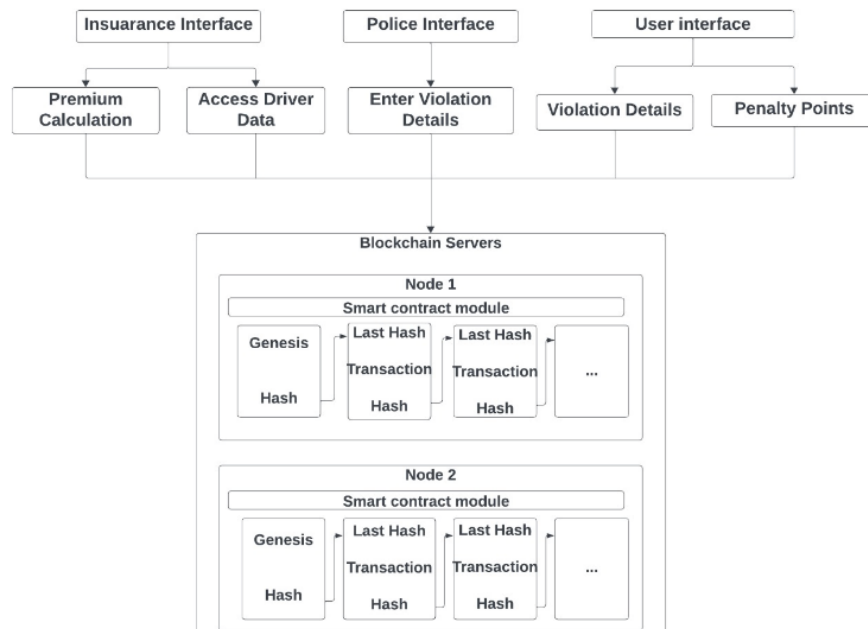 Insuarance Interface
Police Interface
User interface
Premium
Calculation
Access Driver
Data
Enter Violation
Details
Violation Details
Penalty Points
Blockchain Servers
Node 1
Smart contract module
Genesis
Hash
Last Hash
Transaction
Hash
Last Hash
Transaction
Hash
...
Node 2
Smart contract module
Genesis
Hash
Last Hash
Transaction
Hash
Last Hash
Transaction
Hash
...